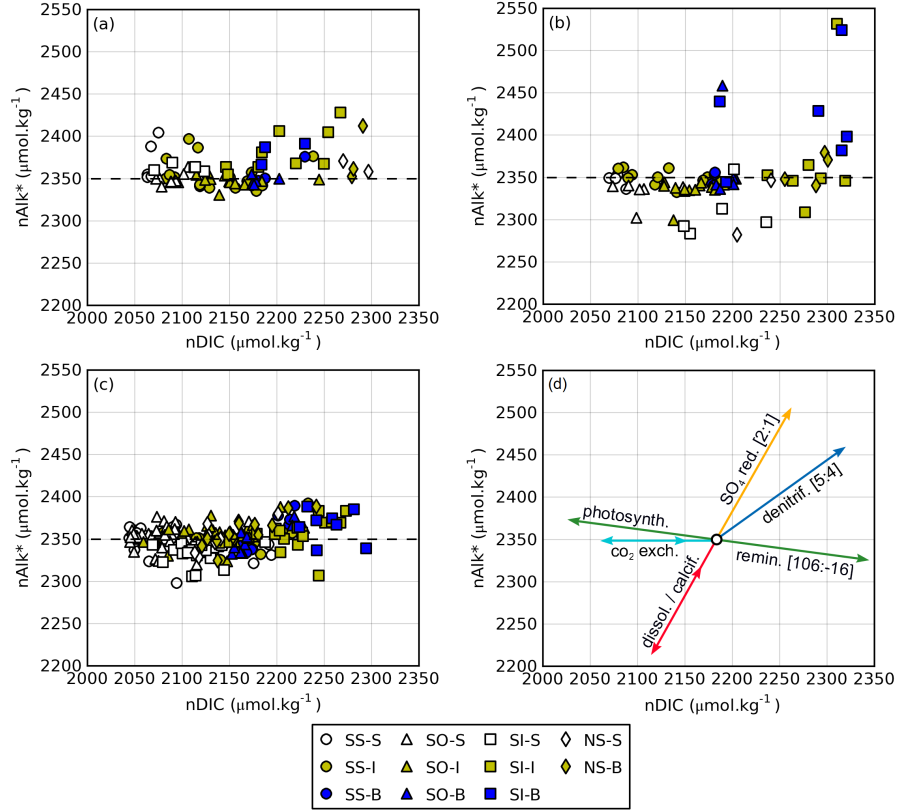 (a)
2550
2500
2450
2400
2350
2300
2250
2200
nAlk* (μmol.kg⁻¹)
2000 2050 2100 2150 2200 2250 2300 2350
nDIC (μmol.kg⁻¹)
(b)
2550
2500
2450
2400
2350
2300
2250
2200
nAlk* (μmol.kg⁻¹)
2000 2050 2100 2150 2200 2250 2300 2350
nDIC (μmol.kg⁻¹)
(c)
2550
2500
2450
2400
2350
2300
2250
2200
nAlk* (μmol.kg⁻¹)
2000 2050 2100 2150 2200 2250 2300 2350
nDIC (μmol.kg⁻¹)
(d)
2550
2500
2450
2400
2350
2300
2250
2200
nAlk* (μmol.kg⁻¹)
SO₄ red. [2:1]
denitrif. [5:4]
photosynth.
co₂ exch.
remin. [106:-16]
dissol. / calcif.
2000 2050 2100 2150 2200 2250 2300 2350
nDIC (μmol.kg⁻¹)
SS-S SO-S SI-S NS-S
SS-I SO-I SI-I NS-B
SS-B SO-B SI-B